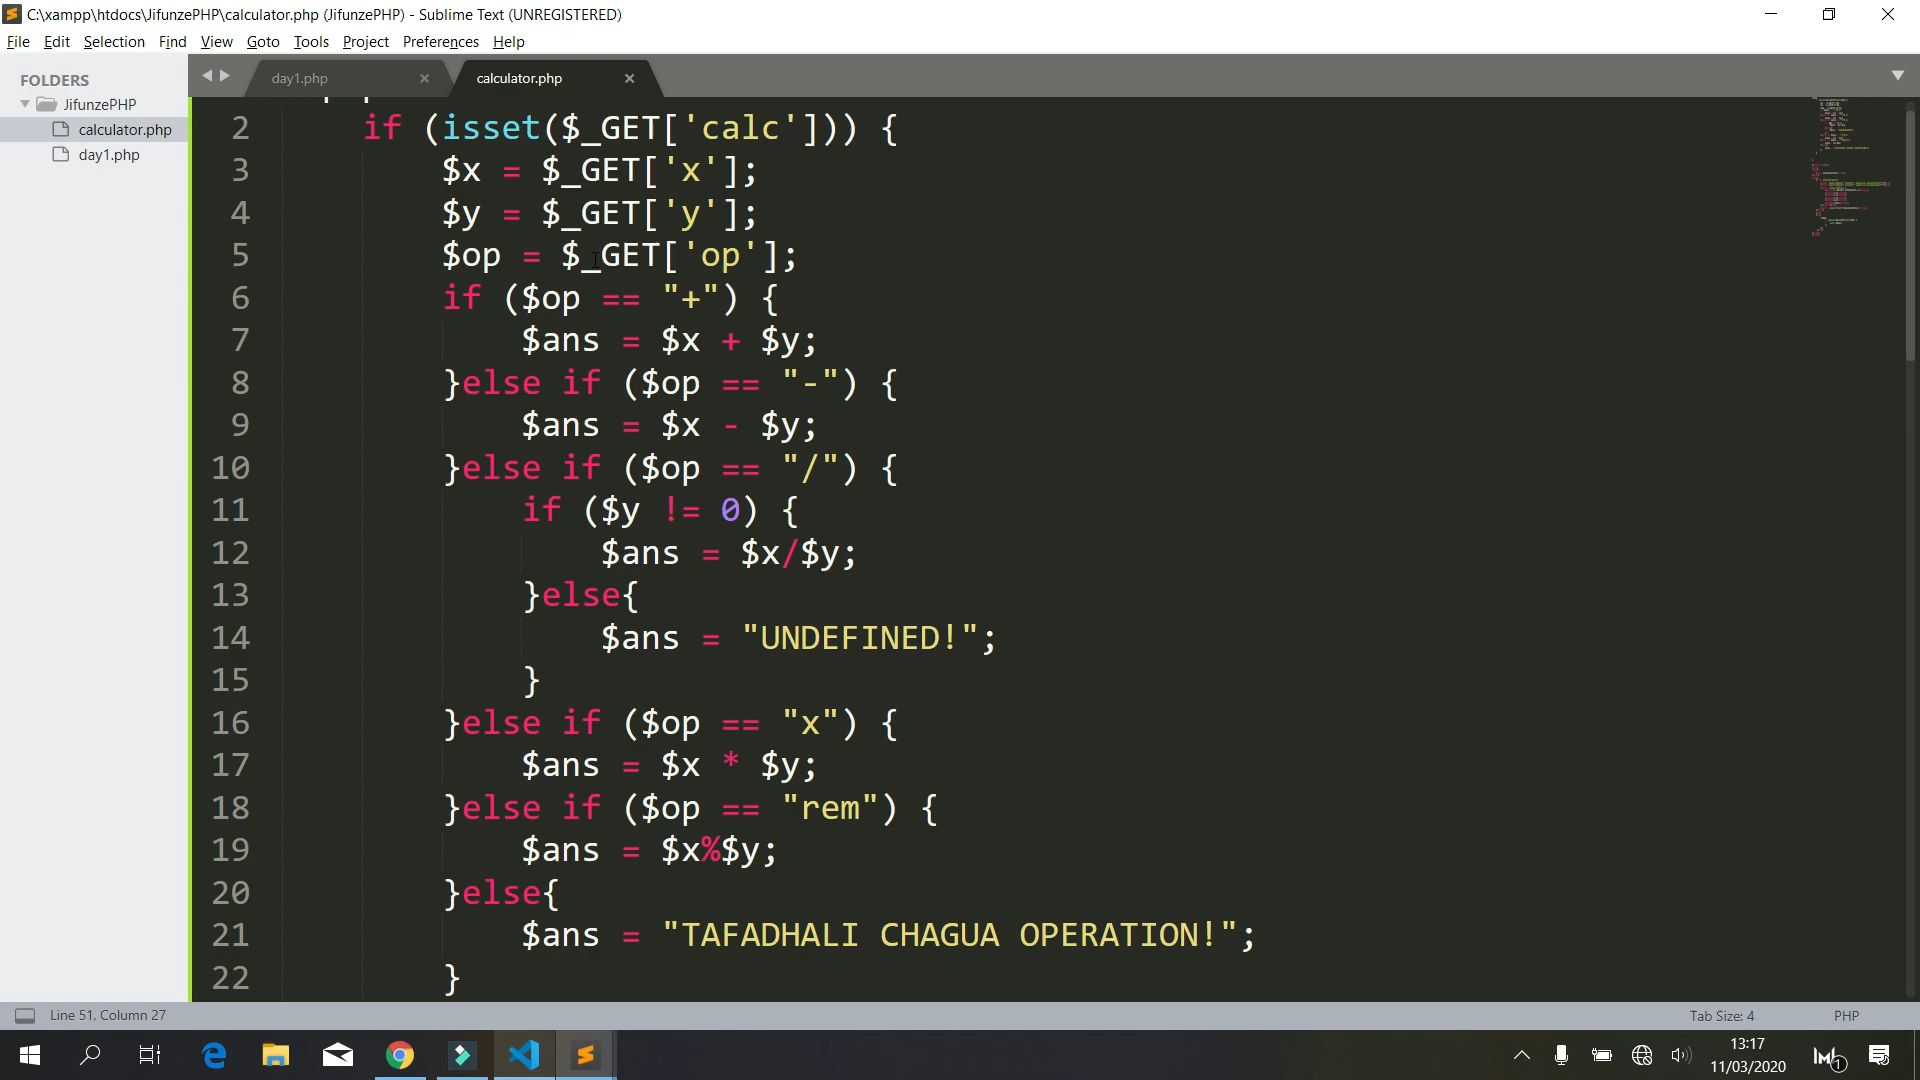 C:\xampp\htdocs\JifunzePHP\calculator.php (JifunzePHP) - Sublime Text (UNREGISTERED)
File Edit Selection Find View Goto Tools Project Preferences Help
FOLDERS
JifunzePHP
calculator.php
day1.php
day1.php × calculator.php ×
2 if (isset($_GET['calc'])) {
3 $x = $_GET['x'];
4 $y = $_GET['y'];
5 $op = $_GET['op'];
6 if ($op == "+") {
7 $ans = $x + $y;
8 }else if ($op == "-") {
9 $ans = $x - $y;
10 }else if ($op == "/") {
11 if ($y != 0) {
12 $ans = $x/$y;
13 }else{
14 $ans = "UNDEFINED!";
15 }
16 }else if ($op == "x") {
17 $ans = $x * $y;
18 }else if ($op == "rem") {
19 $ans = $x%$y;
20 }else{
21 $ans = "TAFADHALI CHAGUA OPERATION!";
22 }
Line 51, Column 27
Tab Size: 4
PHP
13:17
11/03/2020
1